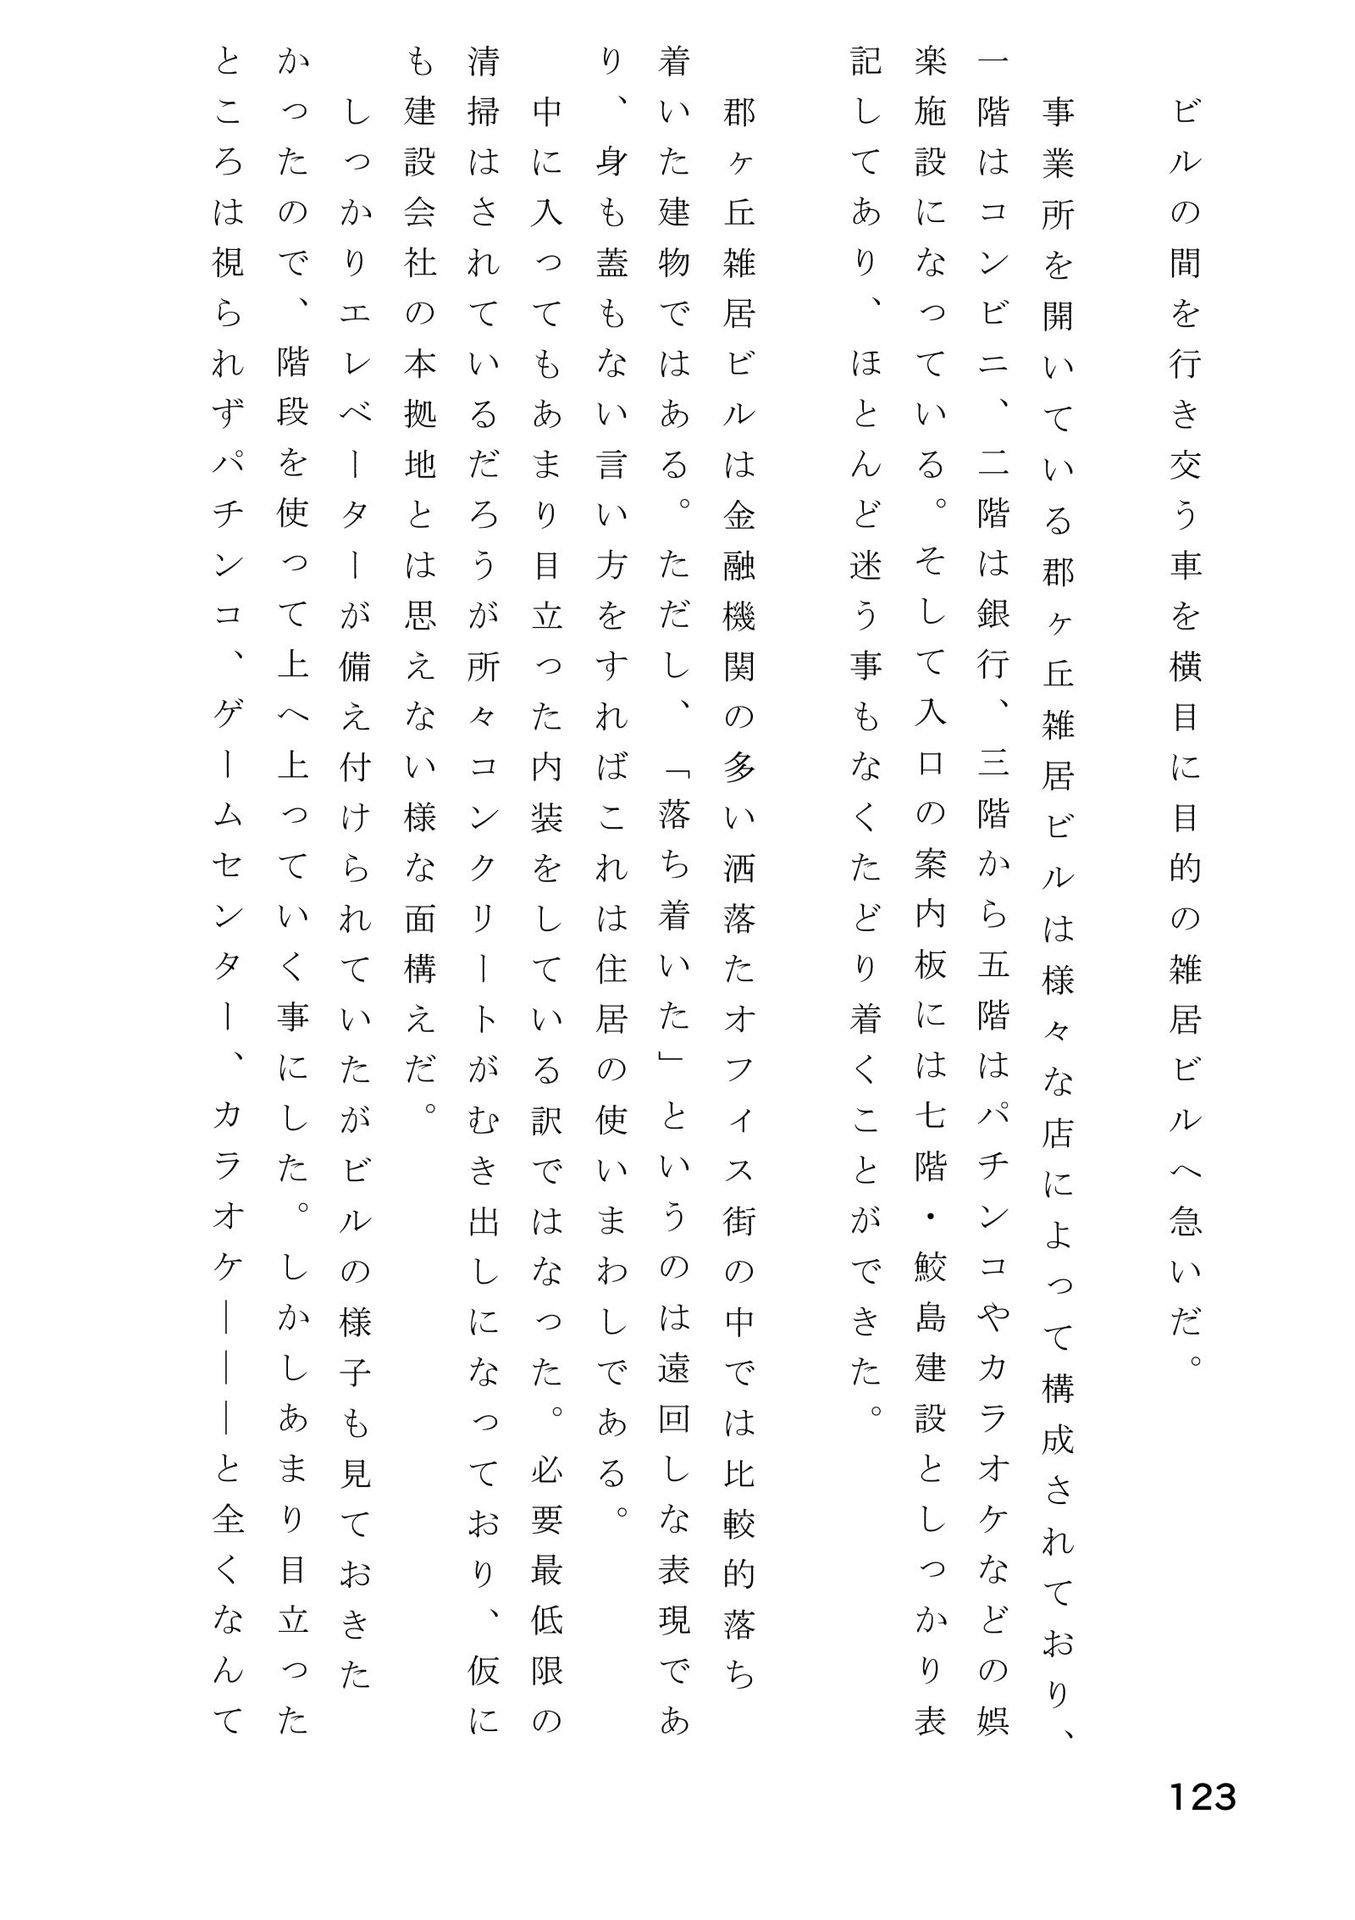 ビルの間を行き交う車を横目に目的の雑居ビルへ急いだ。
　事業所を開いている郡ヶ丘雑居ビルは様々な店によって構成されており、
一階はコンビニ、二階は銀行、三階から五階はパチンコやカラオケなどの娯
楽施設になっている。そして入口の案内板には七階・鮫島建設としっかり表
記してあり、ほとんど迷う事もなくたどり着くことができた。
　郡ヶ丘雑居ビルは金融機関の多い洒落たオフィス街の中では比較的落ち
着いた建物ではある。ただし、「落ち着いた」というのは遠回しな表現であ
り、身も蓋もない言い方をすればこれは住居の使いまわしである。
　中に入ってもあまり目立った内装をしている訳ではなった。必要最低限の
清掃はされているだろうが所々コンクリートがむき出しになっており、仮に
も建設会社の本拠地とは思えない様な面構えだ。
　しっかりエレベーターが備え付けられていたがビルの様子も見ておきた
かったので、階段を使って上へ上っていく事にした。しかしあまり目立った
ところは視られずパチンコ、ゲームセンター、カラオケ―――と全くなんて
123